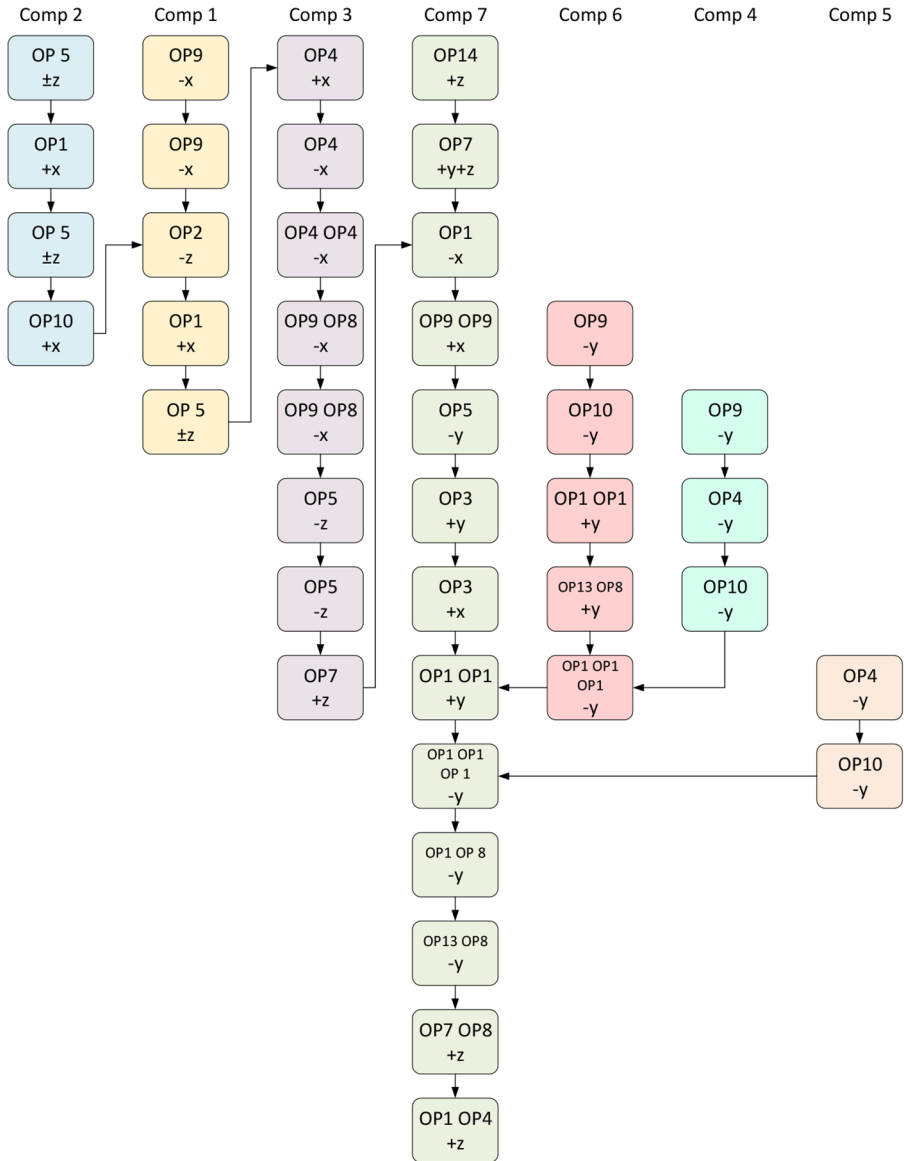 Comp 2
Comp 1
Comp 3
Comp 7
Comp 6
Comp 4
Comp 5
OP 5
±z
OP1
+x
OP 5
±z
OP10
+x
OP9
-x
OP9
-x
OP2
-z
OP1
+x
OP 5
±z
OP4
+x
OP4
-x
OP4 OP4
-x
OP9 OP8
-x
OP9 OP8
-x
OP5
-z
OP5
-z
OP7
+z
OP14
+z
OP7
+y+z
OP1
-x
OP9 OP9
+x
OP5
-y
OP3
+y
OP3
+x
OP1 OP1
+y
OP1 OP1
OP 1
-y
OP1 OP 8
-y
OP13 OP8
-y
OP7 OP8
+z
OP1 OP4
+z
OP9
-y
OP10
-y
OP1 OP1
+y
OP13 OP8
+y
OP1 OP1
OP1
-y
OP9
-y
OP4
-y
OP10
-y
OP4
-y
OP10
-y